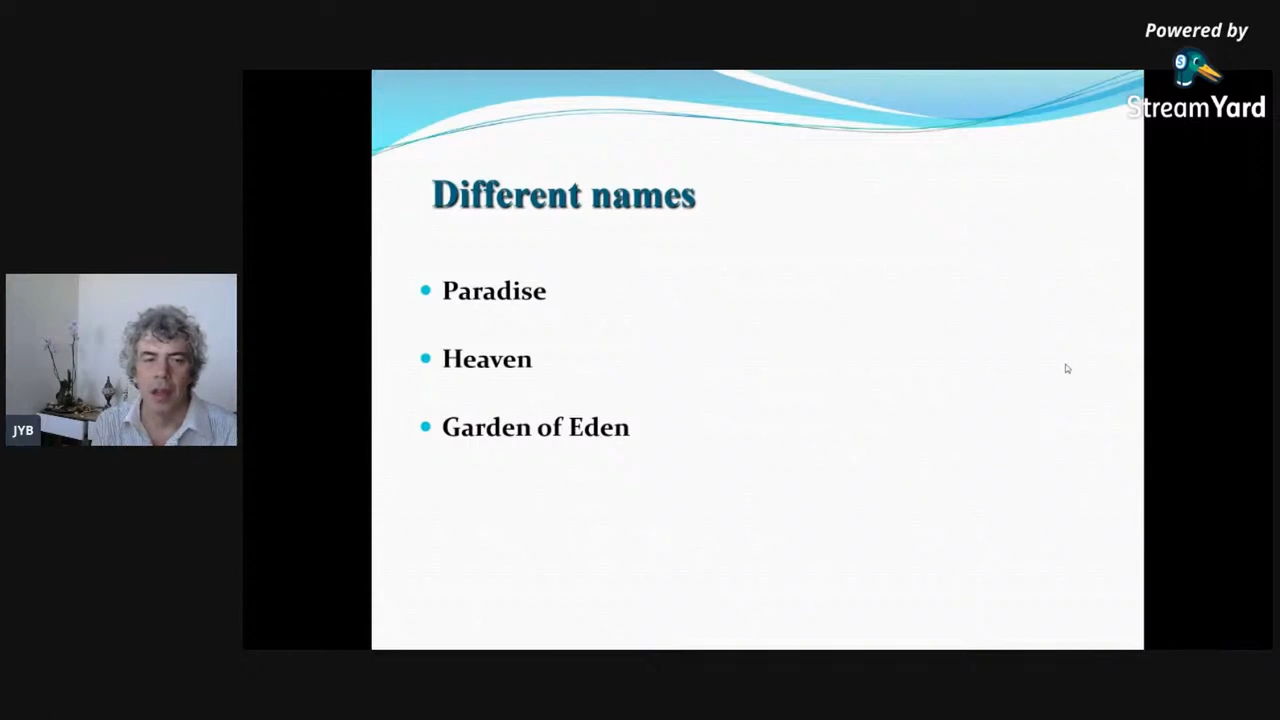 Powered by
StreamYard
Different names
Paradise
Heaven
Garden of Eden
JYB